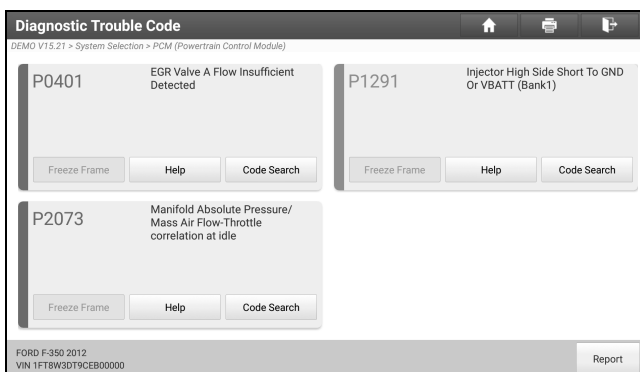 Diagnostic Trouble Code
DEMO V15.21 > System Selection > PCM (Powertrain Control Module)
P0401
EGR Valve A Flow Insufficient
Detected
Freeze Frame
Help
Code Search
P1291
Injector High Side Short To GND
Or VBATT (Bank1)
Freeze Frame
Help
Code Search
P2073
Manifold Absolute Pressure/
Mass Air Flow-Throttle
correlation at idle
Freeze Frame
Help
Code Search
FORD F-350 2012
VIN 1FT8W3DT9CEB00000
Report